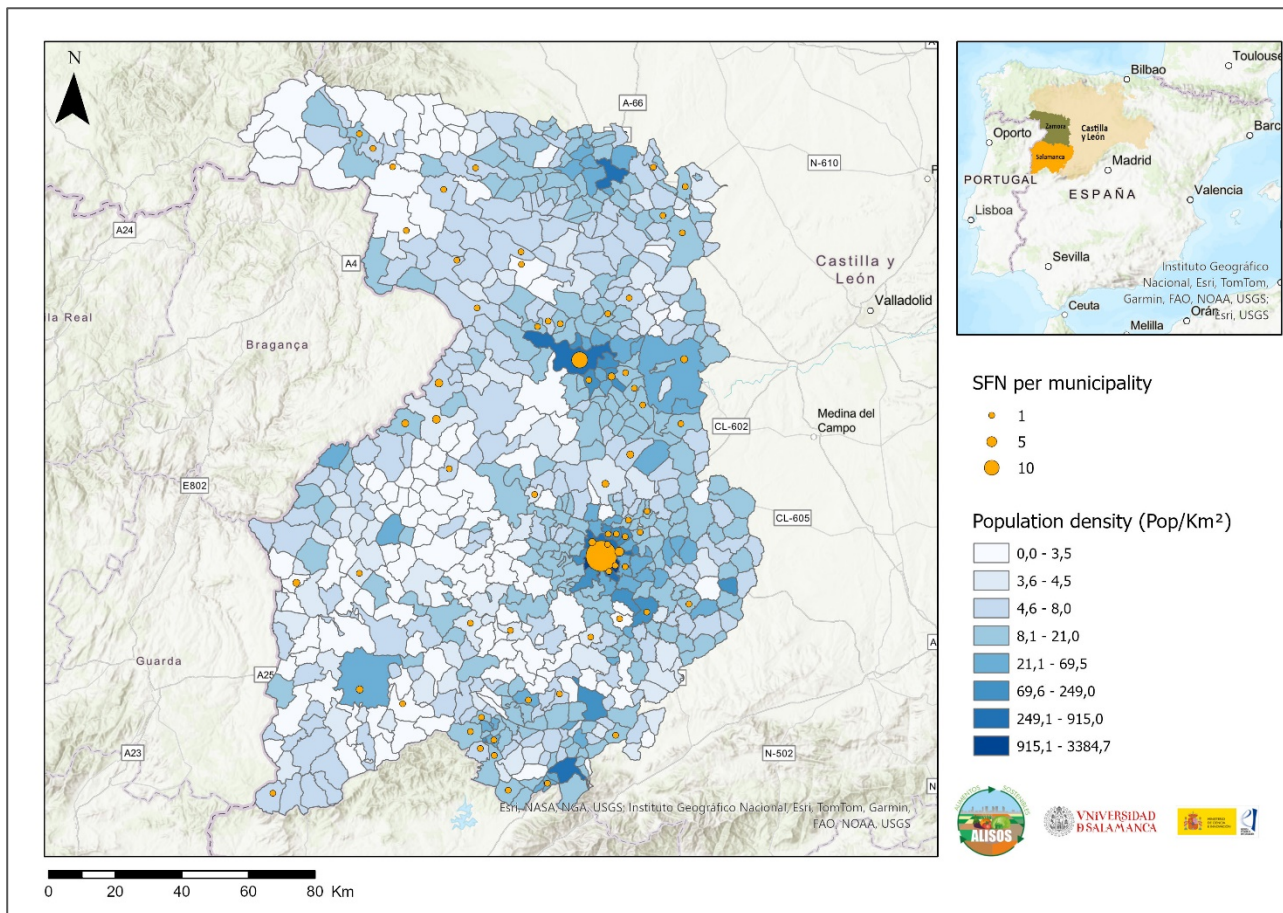 N
A-66
N-610
A24
A4
Castilla y
León
Valladolid
la Real
Bragança
Medina del
Campo
CL-602
E802
CL-605
Guarda
A25
A23
N-502
Esri, NASA, NGA, USGS; Instituto Geográfico Nacional, Esri, TomTom, Garmin,
FAO, NOAA, USGS
0 20 40 60 80 Km
Toulouse
Bilbao
Oporto
Zamora
Castilla
y León
Barc
Salamanca
Madrid
PORTUGAL
ESPAÑA
Valencia
Lisboa
Sevilla
Instituto Geográfico
Nacional, Esri, TomTom,
Garmin, FAO, NOAA, USGS;
Esri, USGS
Ceuta
Orán
Melilla
SFN per municipality
1
5
10
Population density (Pop/Km²)
0,0 - 3,5
3,6 - 4,5
4,6 - 8,0
8,1 - 21,0
21,1 - 69,5
69,6 - 249,0
249,1 - 915,0
915,1 - 3384,7
ALIMENTOS SOSTENIBLES
ALISOS
VNIVERSIDAD
D SALAMANCA